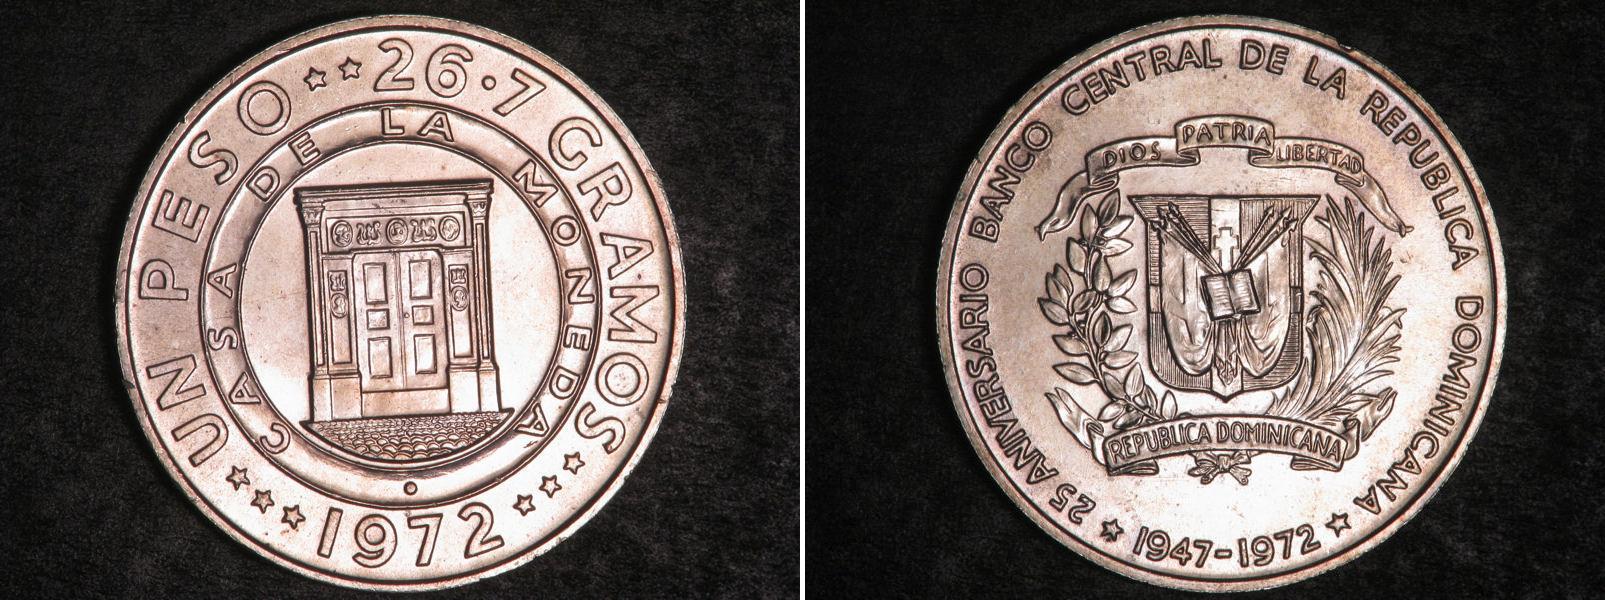 UN PESO ** 26.7 GRAMOS
*** 1972 ***
CASA DE LA MONEDA
25 ANIVERSARIO BANCO CENTRAL DE LA REPUBLICA DOMINICANA
* 1947-1972 *
DIOS PATRIA LIBERTAD
REPUBLICA DOMINICANA